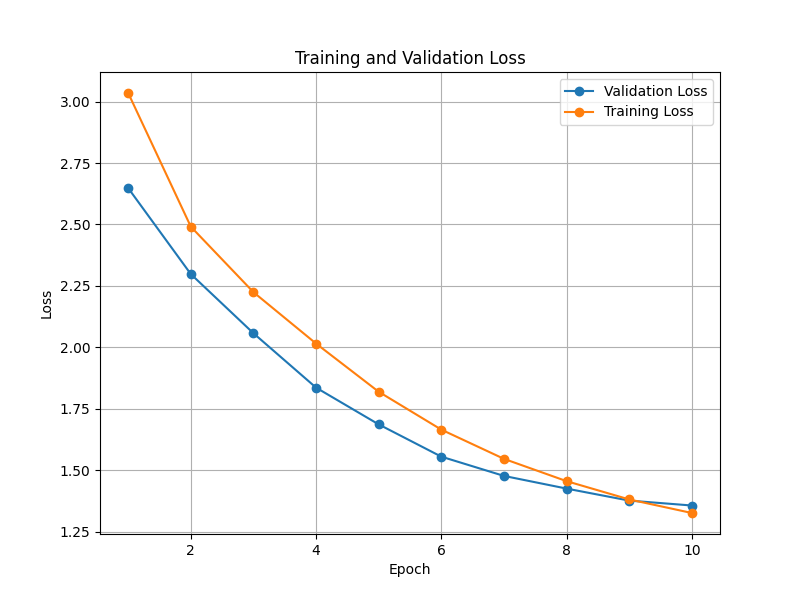 Training and Validation Loss
Validation Loss
Training Loss
Loss
3.00
2.75
2.50
2.25
2.00
1.75
1.50
1.25
2 4 6 8 10
Epoch